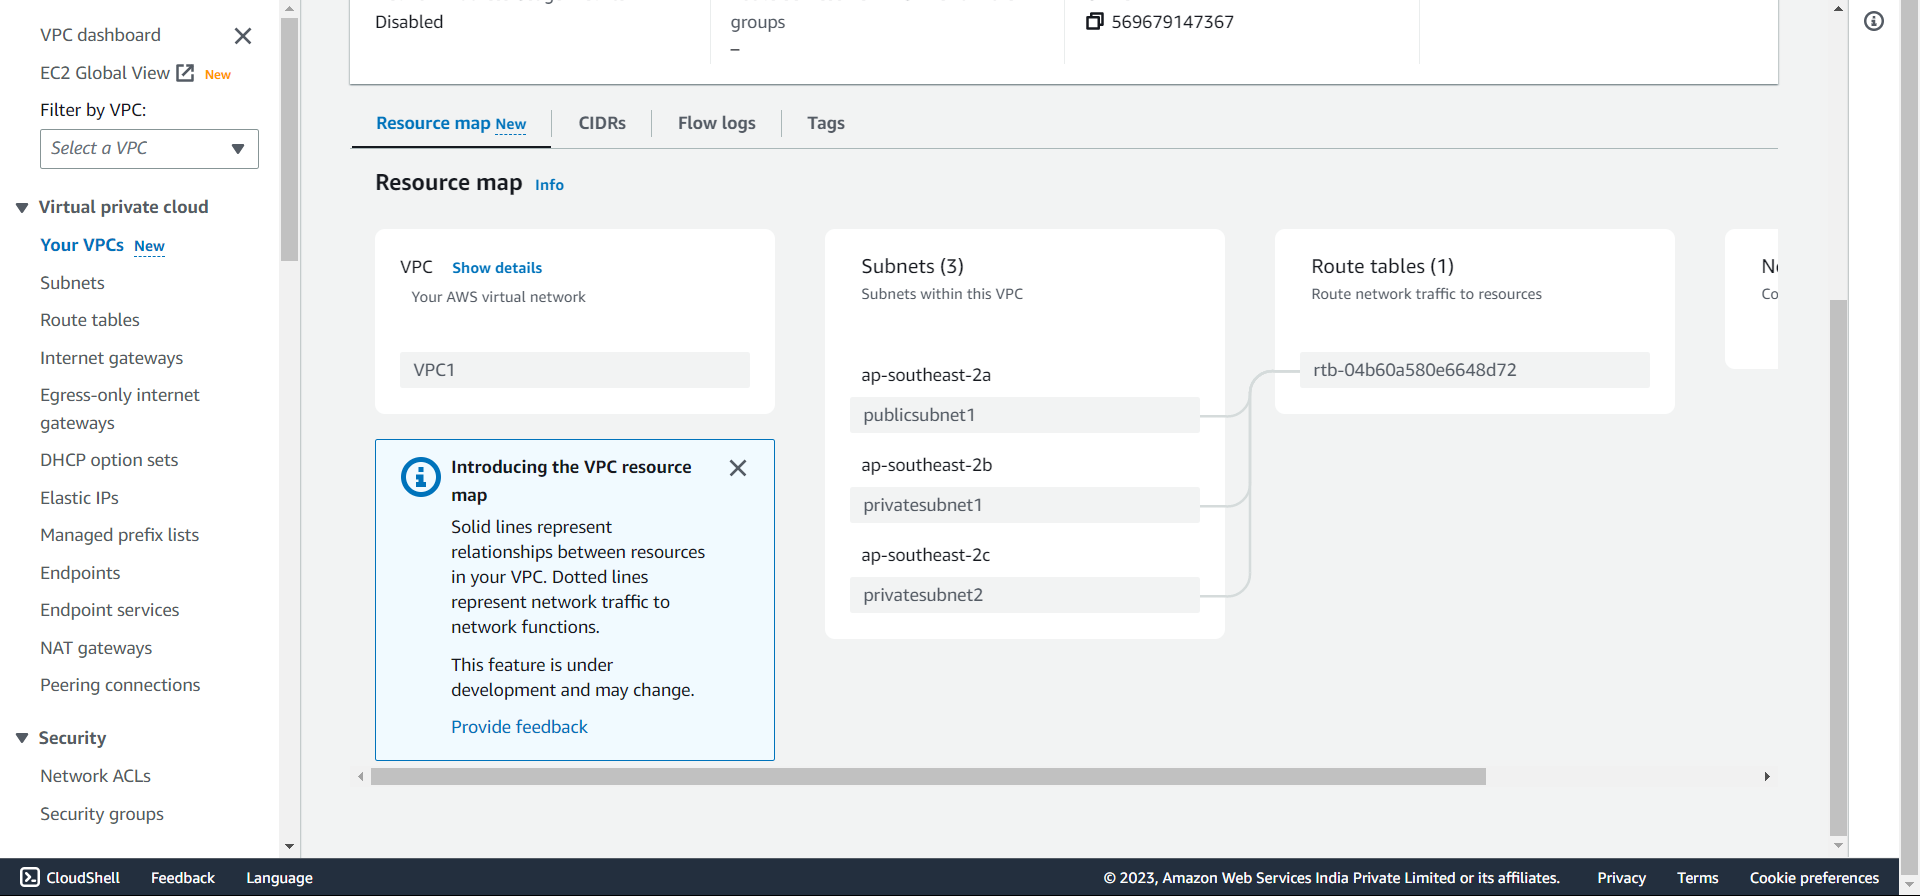 VPC dashboard
EC2 Global View New
Filter by VPC:
Select a VPC
Virtual private cloud
Your VPCs New
Subnets
Route tables
Internet gateways
Egress-only internet
gateways
DHCP option sets
Elastic IPs
Managed prefix lists
Endpoints
Endpoint services
NAT gateways
Peering connections
Security
Network ACLs
Security groups
Disabled
groups
–
569679147367
Resource map New
CIDRs
Flow logs
Tags
Resource map Info
VPC Show details
Your AWS virtual network
VPC1
Introducing the VPC resource
map
Solid lines represent
relationships between resources
in your VPC. Dotted lines
represent network traffic to
network functions.
This feature is under
development and may change.
Provide feedback
Subnets (3)
Subnets within this VPC
ap-southeast-2a
publicsubnet1
ap-southeast-2b
privatesubnet1
ap-southeast-2c
privatesubnet2
Route tables (1)
Route network traffic to resources
rtb-04b60a580e6648d72
CloudShell
Feedback
Language
© 2023, Amazon Web Services India Private Limited or its affiliates.
Privacy
Terms
Cookie preferences